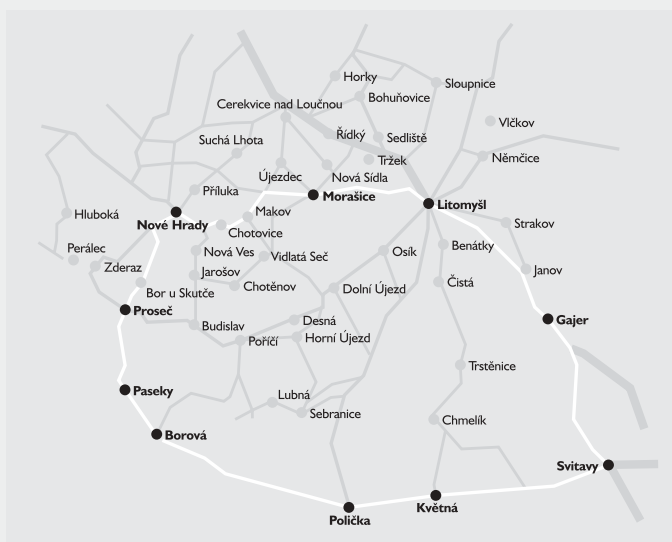 Horky
Sloupnice
Bohuňovice
Cerekvice nad Loučnou
Vlčkov
Řídký
Sedliště
Suchá Lhota
Tržek
Němčice
Újezdec
Nová Sídla
Příluka
Morašice
Litomyšl
Makov
Hluboká
Nové Hrady
Strakov
Chotovice
Benátky
Perálec
Nová Ves
Osík
Vidlatá Seč
Zderaz
Jarošov
Janov
Čistá
Chotěnov
Dolní Újezd
Bor u Skutče
Proseč
Gajer
Desná
Budislav
Horní Újezd
Poříčí
Trstěnice
Paseky
Lubná
Sebranice
Chmelík
Borová
Svitavy
Květná
Polička